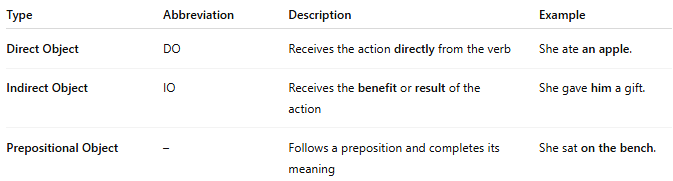 Type Abbreviation Description Example
Direct Object DO Receives the action directly from the verb She ate an apple.
Indirect Object IO Receives the benefit or result of the She gave him a gift.
action
Prepositional Object – Follows a preposition and completes its She sat on the bench.
meaning